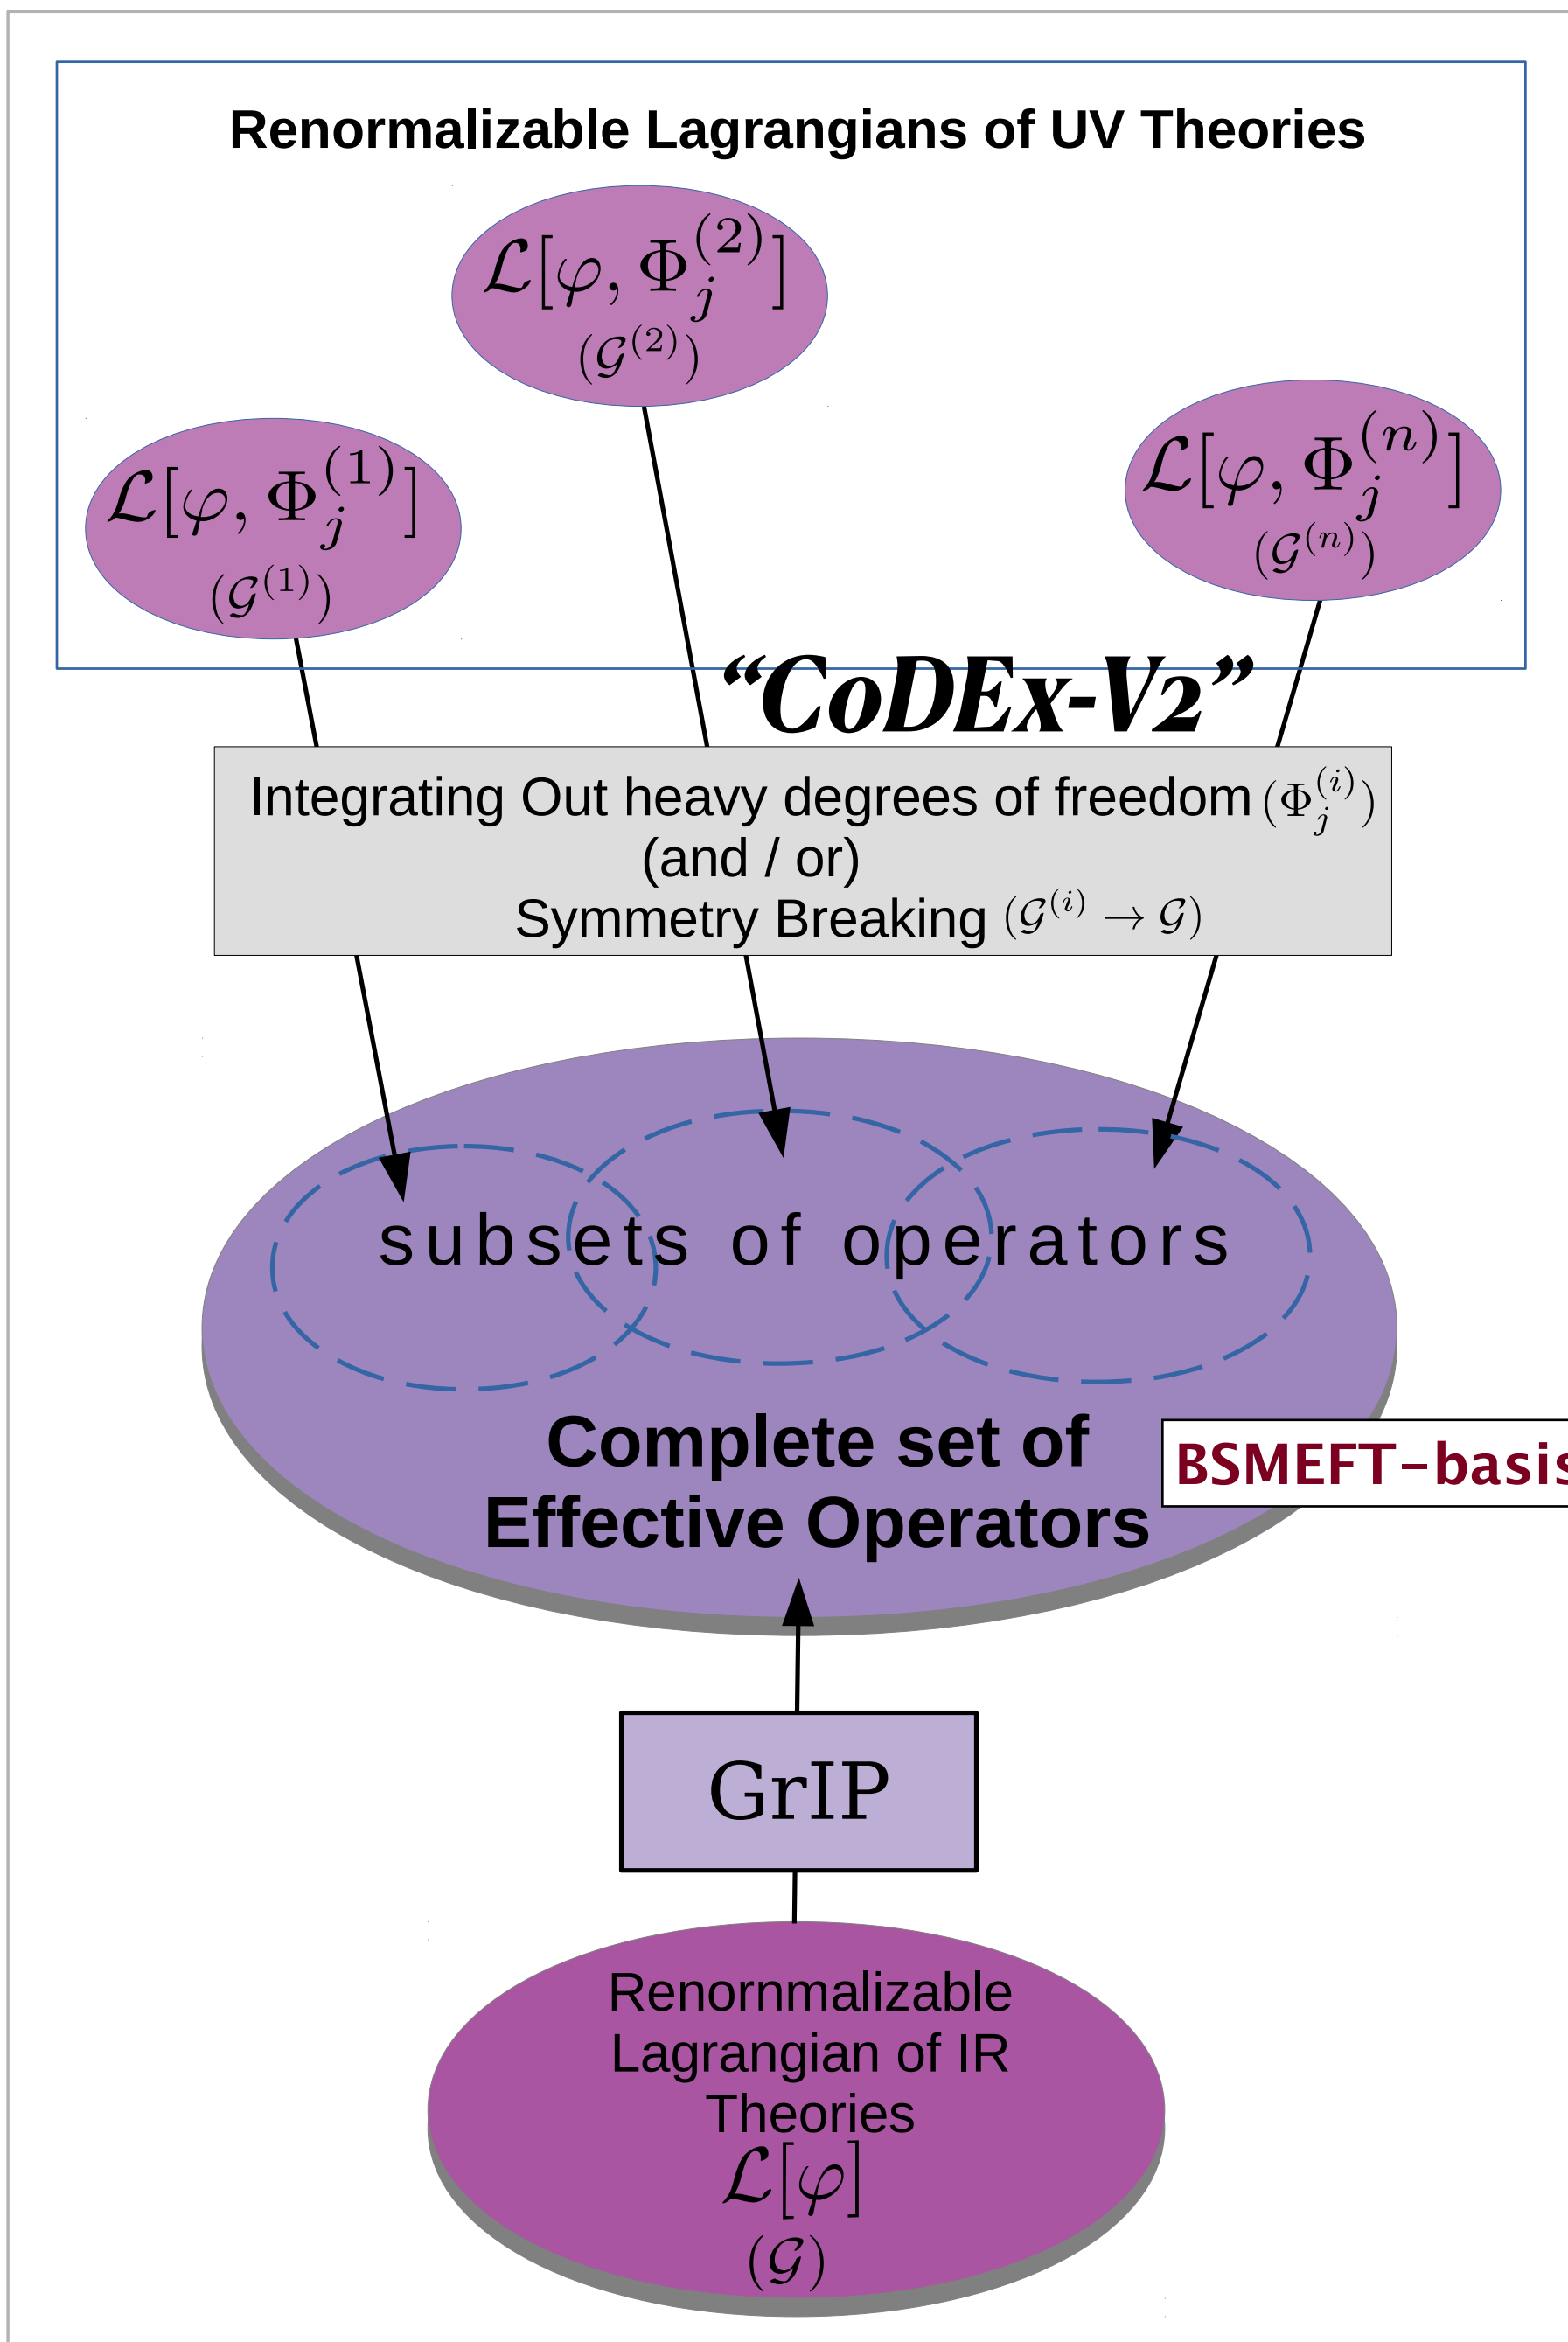 Renormalizable Lagrangians of UV Theories
ℒ[φ, Φ_j^(2)]
(𝒢^(2))
ℒ[φ, Φ_j^(n)]
(𝒢^(n))
ℒ[φ, Φ_j^(1)]
(𝒢^(1))
“CoDEx-V2”
Integrating Out heavy degrees of freedom (Φ_j^(i))
(and / or)
Symmetry Breaking (𝒢^(i) → 𝒢)
subsets of operators
Complete set of
Effective Operators
BSMEFT-basis
GrIP
Renornmalizable
Lagrangian of IR
Theories
ℒ[φ]
(𝒢)